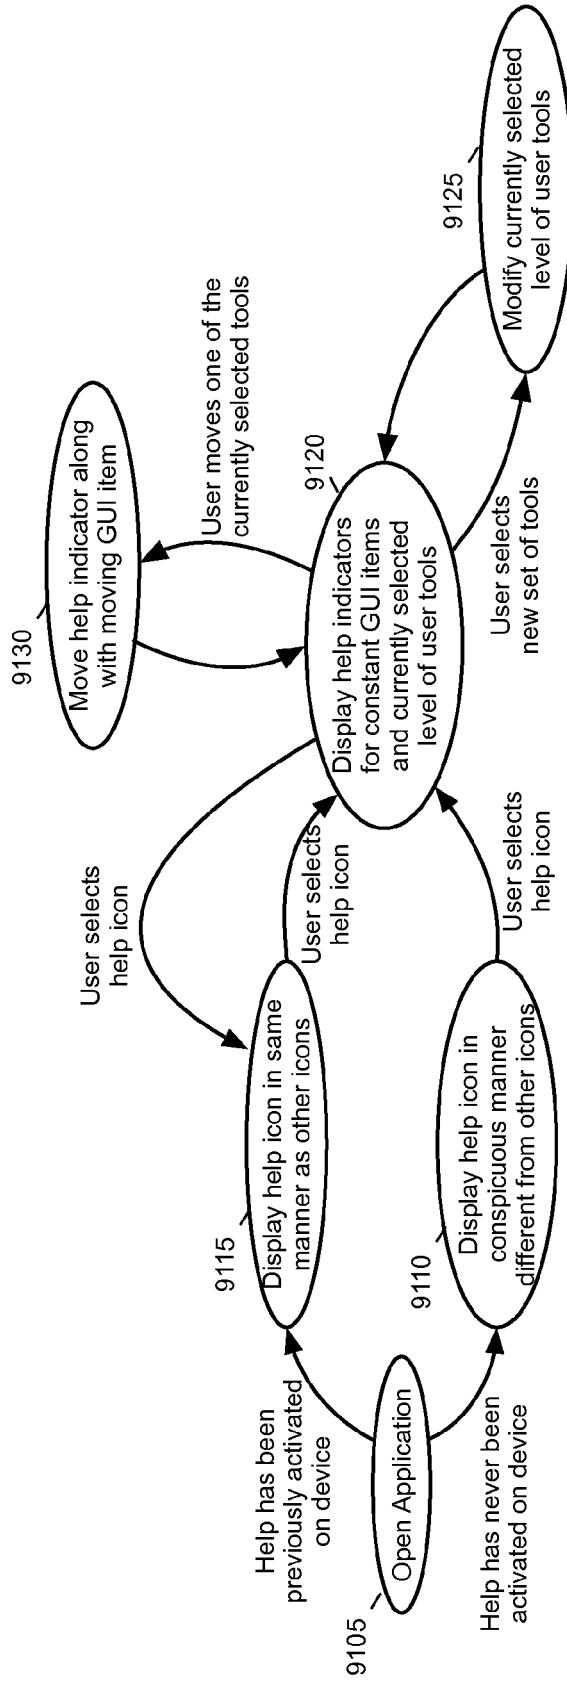 9105
Open Application
Help has been
previously activated
on device
Help has never been
activated on device
9115
Display help icon in same
manner as other icons
9110
Display help icon in
conspicuous manner
different from other icons
User selects
help icon
User selects
help icon
User selects
help icon
9120
Display help indicators
for constant GUI items
and currently selected
level of user tools
9130
Move help indicator along
with moving GUI item
User moves one of the
currently selected tools
User selects
new set of tools
9125
Modify currently selected
level of user tools